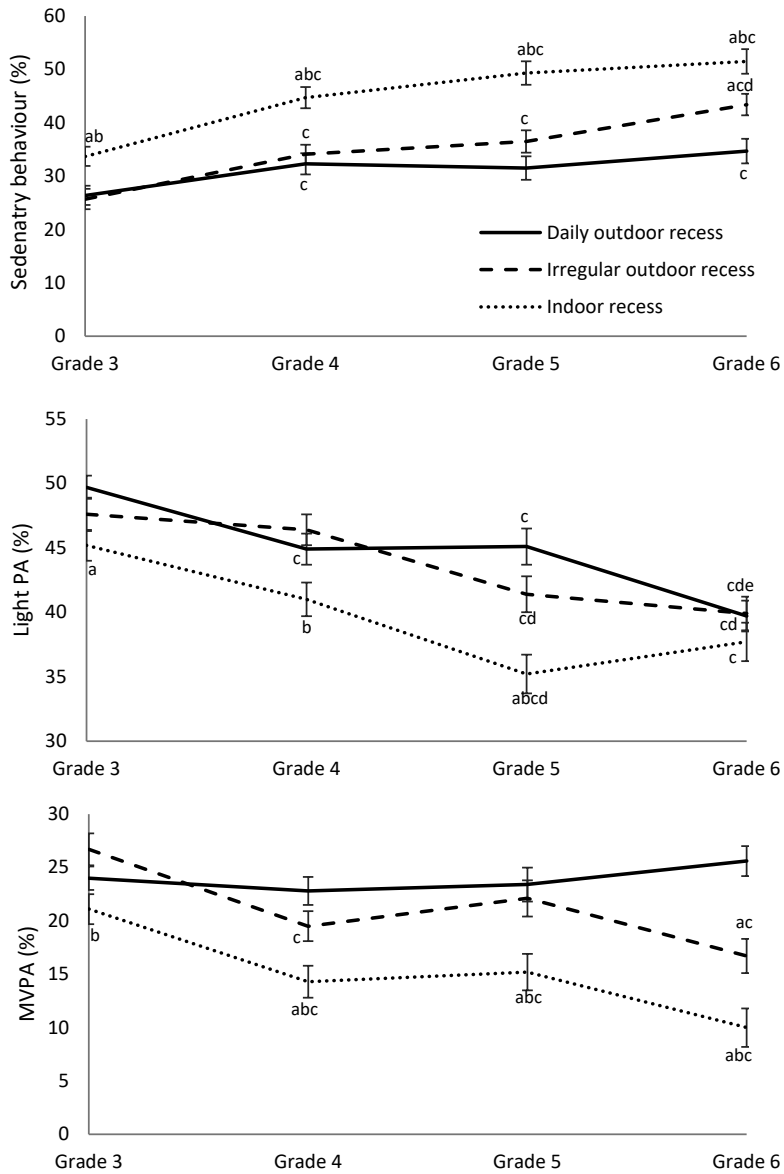 60
50
40
30
20
10
0
Sedenatry behaviour (%)
ab
abc
abc
abc
acd
c
c
c
c
Daily outdoor recess
Irregular outdoor recess
Indoor recess
Grade 3 Grade 4 Grade 5 Grade 6
55
50
45
40
35
30
Light PA (%)
a
c
b
c
cd
abcd
cde
cd
c
Grade 3 Grade 4 Grade 5 Grade 6
30
25
20
15
10
5
0
MVPA (%)
b
c
abc
abc
ac
abc
Grade 3 Grade 4 Grade 5 Grade 6